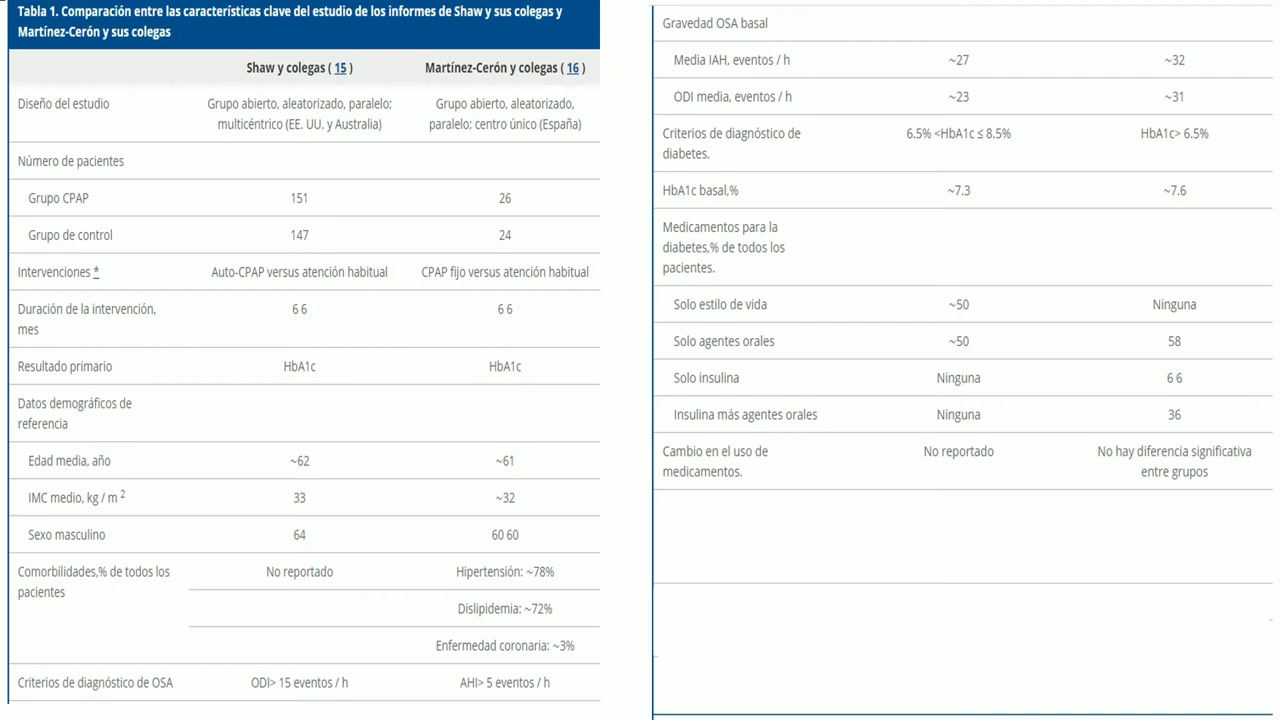 Tabla 1. Comparación entre las características clave del estudio de los informes de Shaw y sus colegas y
Martínez-Cerón y sus colegas
Shaw y colegas ( 15 ) Martínez-Cerón y colegas ( 16 )
Diseño del estudio Grupo abierto, aleatorizado, paralelo; Grupo abierto, aleatorizado,
multicéntrico (EE. UU. y Australia) paralelo; centro único (España)
Número de pacientes
Grupo CPAP 151 26
Grupo de control 147 24
Intervenciones * Auto-CPAP versus atención habitual CPAP fijo versus atención habitual
Duración de la intervención, 6 6 6 6
mes
Resultado primario HbA1c HbA1c
Datos demográficos de
referencia
Edad media, año ~62 ~61
IMC medio, kg / m 2 33 ~32
Sexo masculino 64 60 60
Comorbilidades,% de todos los No reportado Hipertensión: ~78%
pacientes
Dislipidemia: ~72%
Enfermedad coronaria: ~3%
Criterios de diagnóstico de OSA ODI> 15 eventos / h AHI> 5 eventos / h
Gravedad OSA basal
Media IAH, eventos / h ~27 ~32
ODI media, eventos / h ~23 ~31
Criterios de diagnóstico de 6.5% <HbA1c ≤ 8.5% HbA1c> 6.5%
diabetes.
HbA1c basal,% ~7.3 ~7.6
Medicamentos para la
diabetes,% de todos los
pacientes.
Solo estilo de vida ~50 Ninguna
Solo agentes orales ~50 58
Solo insulina Ninguna 6 6
Insulina más agentes orales Ninguna 36
Cambio en el uso de No reportado No hay diferencia significativa
medicamentos. entre grupos